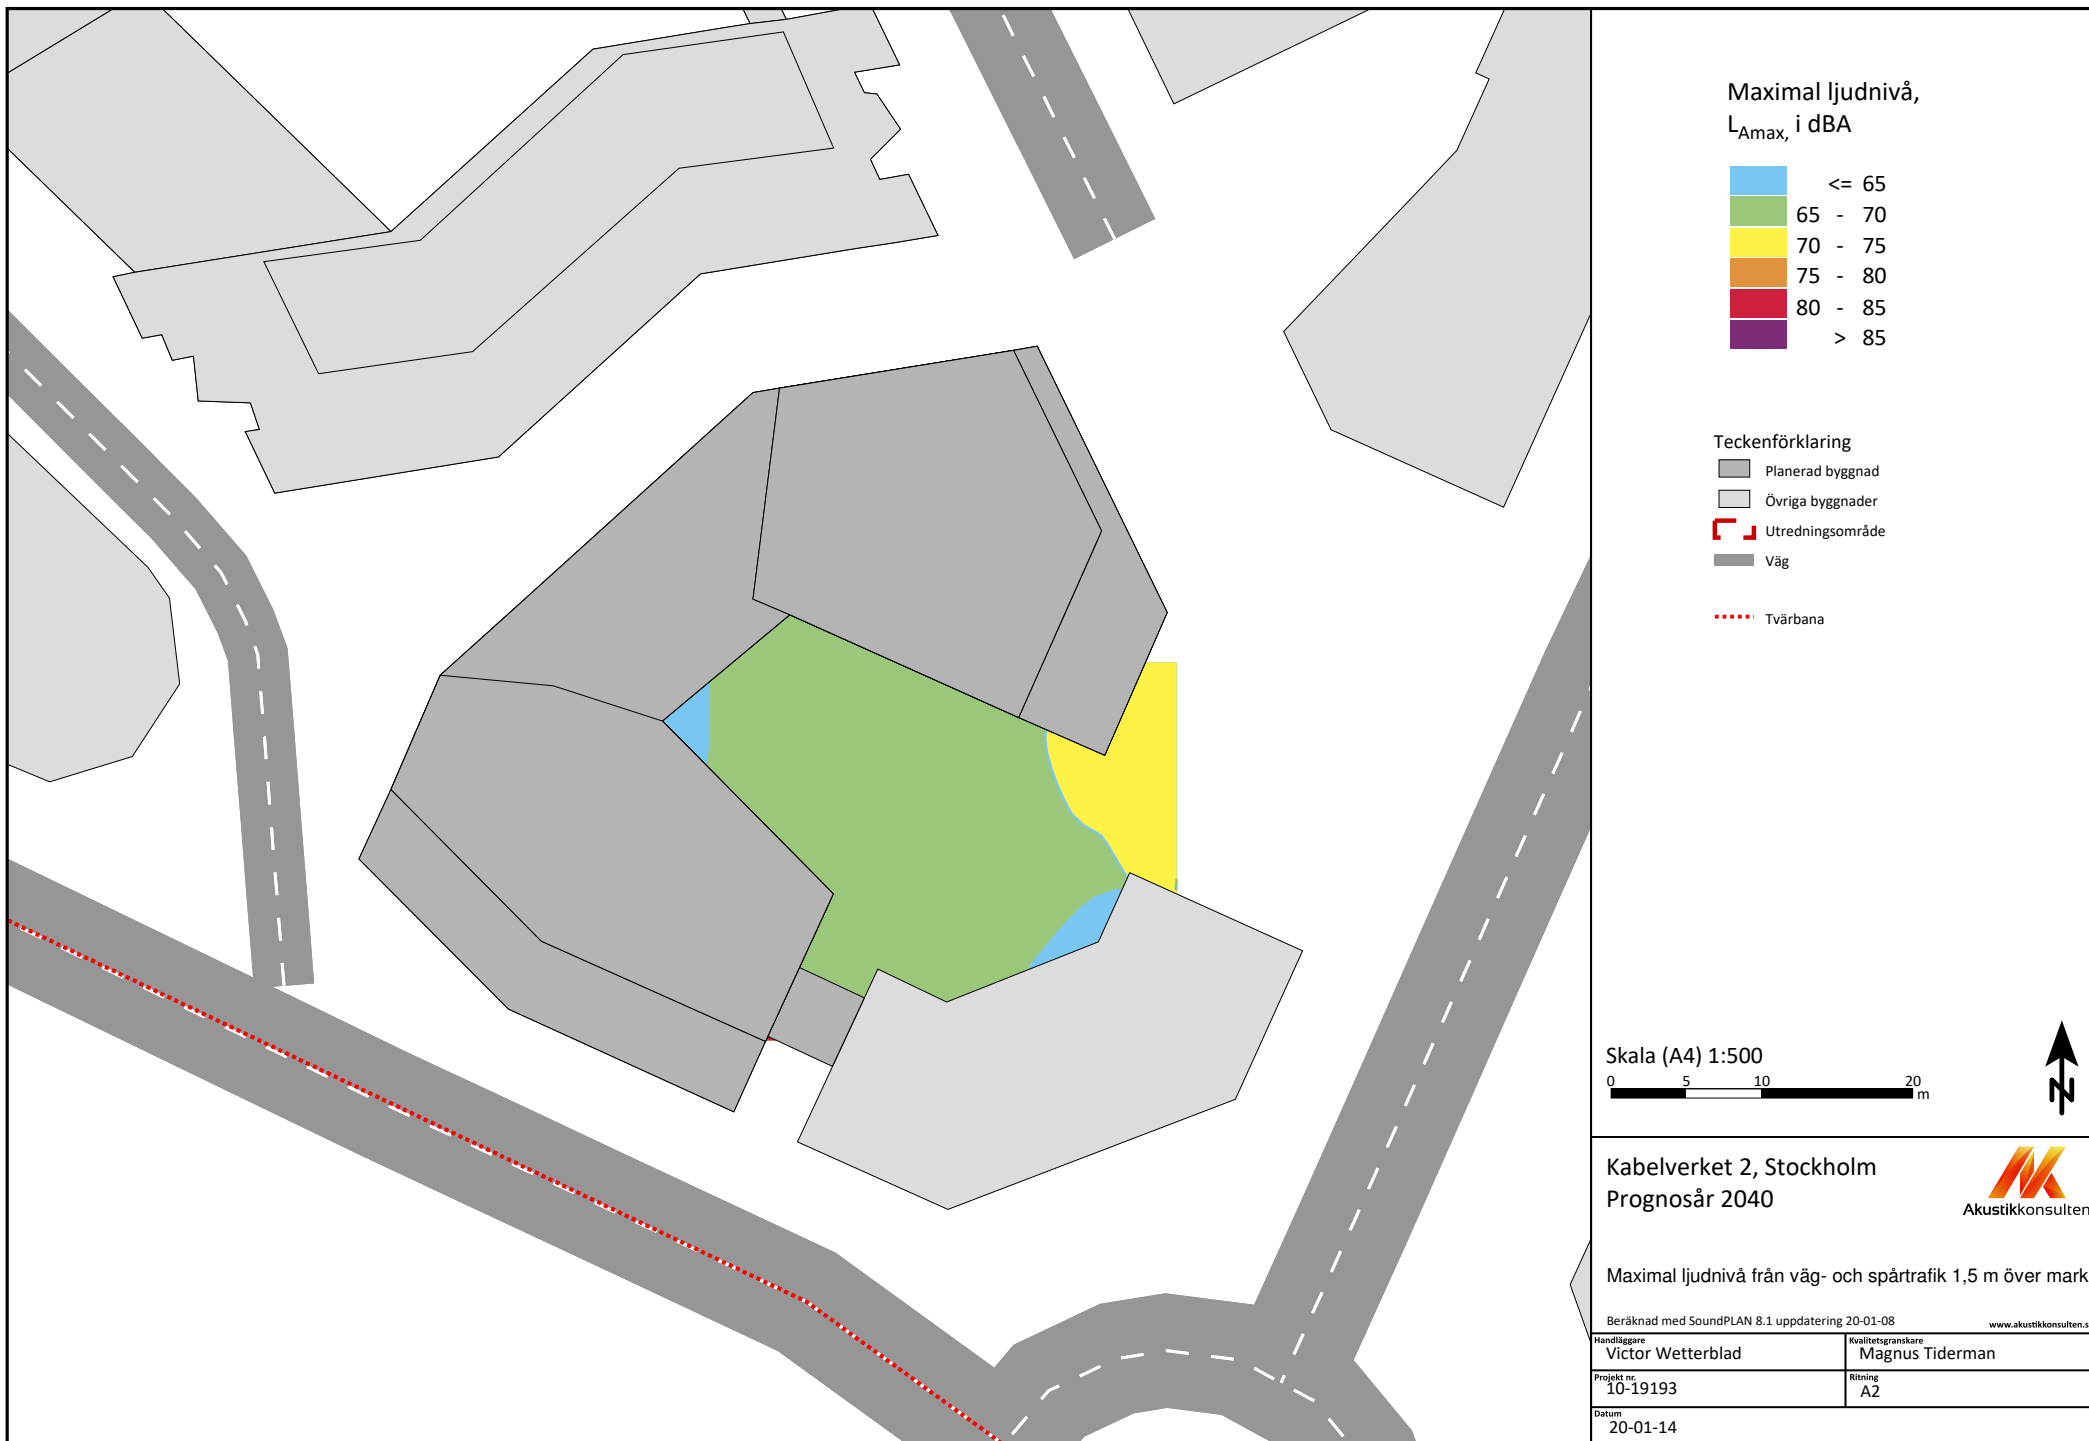 Maximal ljudnivå,
LAmax, i dBA
<= 65
65 - 70
70 - 75
75 - 80
80 - 85
> 85
Teckenförklaring
Planerad byggnad
Övriga byggnader
Utredningsområde
Väg
Tvärbana
Skala (A4) 1:500
0 5 10 20
m
N
Kabelverket 2, Stockholm
Prognosår 2040
Akustikkonsulten
Maximal ljudnivå från väg- och spårtrafik 1,5 m över mark
Beräknad med SoundPLAN 8.1 uppdatering 20-01-08
www.akustikkonsulten.s
Handläggare
Victor Wetterblad
Kvalitetsgranskare
Magnus Tiderman
Projekt nr.
10-19193
Ritning
A2
Datum
20-01-14